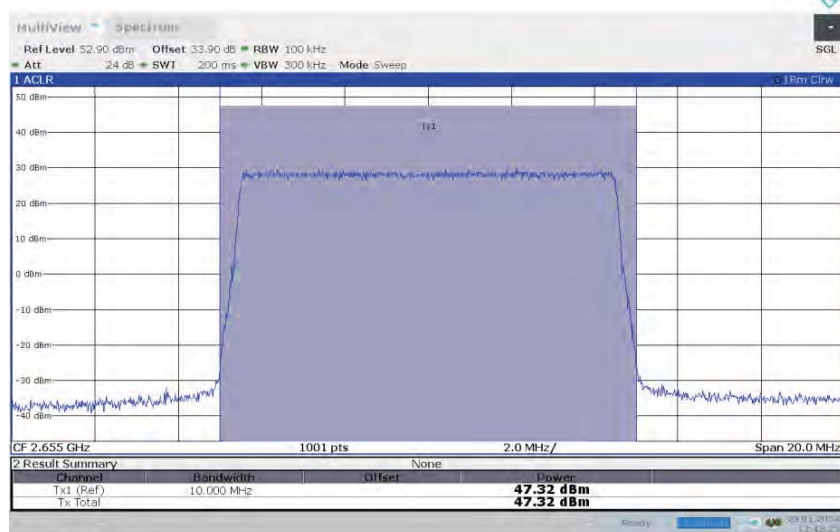 MultiView Spectrum
Ref Level 52.90 dBm Offset 33.90 dB RBW 100 kHz
SGL
Att 24 dB SWT 200 ms VBW 300 kHz Mode Sweep
1 ACLR 1Rm Clrw
50 dBm
Tx1
40 dBm
30 dBm
20 dBm
10 dBm
0 dBm
-10 dBm
-20 dBm
-30 dBm
-40 dBm
CF 2.655 GHz 1001 pts 2.0 MHz/ Span 20.0 MHz
2 Result Summary None
Channel Bandwidth Offset Power
Tx1 (Ref) 10.000 MHz 47.32 dBm
Tx Total 47.32 dBm
Ready